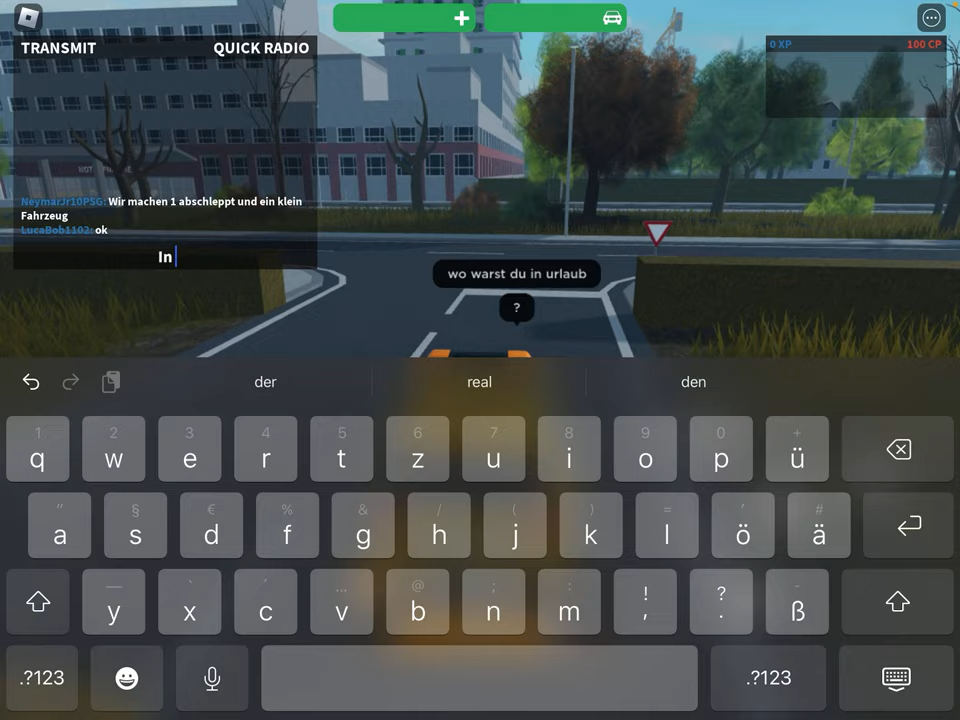 TRANSMIT QUICK RADIO
0 XP 100 CP
NeymarJr10PSG: Wir machen 1 abschleppt und ein klein
Fahrzeug
LucaBob1102: ok
In
wo warst du in urlaub
?
der real den
1 2 3 4 5 6 7 8 9 0 +
q w e r t z u i o p ü
" § € % & / ( ) = ' #
a s d f g h j k l ö ä
— ` ´ ... @ ; : ! ? -
y x c v b n m , . ß
.?123 .?123